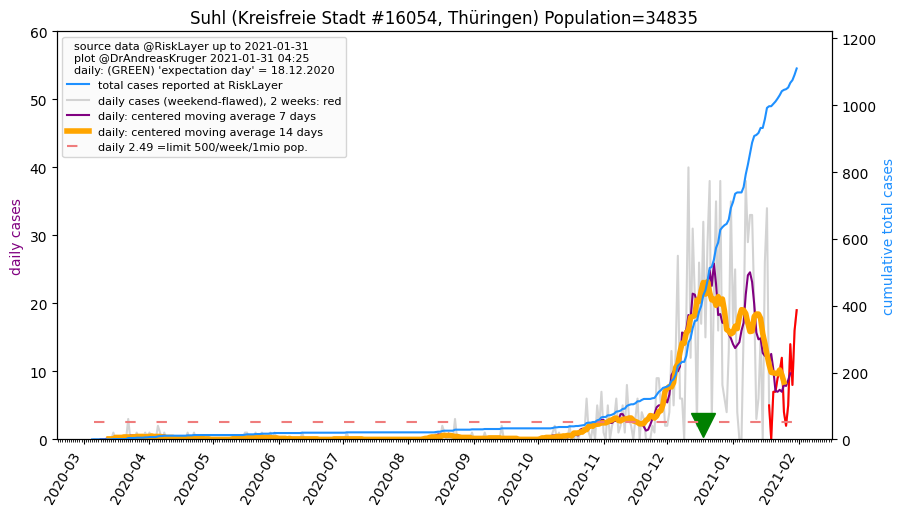 Suhl (Kreisfreie Stadt #16054, Thüringen) Population=34835
source data @RiskLayer up to 2021-01-31
plot @DrAndreasKruger 2021-01-31 04:25
daily: (GREEN) 'expectation day' = 18.12.2020
total cases reported at RiskLayer
daily cases (weekend-flawed), 2 weeks: red
daily: centered moving average 7 days
daily: centered moving average 14 days
daily 2.49 =limit 500/week/1mio pop.
daily cases
60
50
40
30
20
10
0
cumulative total cases
1200
1000
800
600
400
200
0
2020-03
2020-04
2020-05
2020-06
2020-07
2020-08
2020-09
2020-10
2020-11
2020-12
2021-01
2021-02